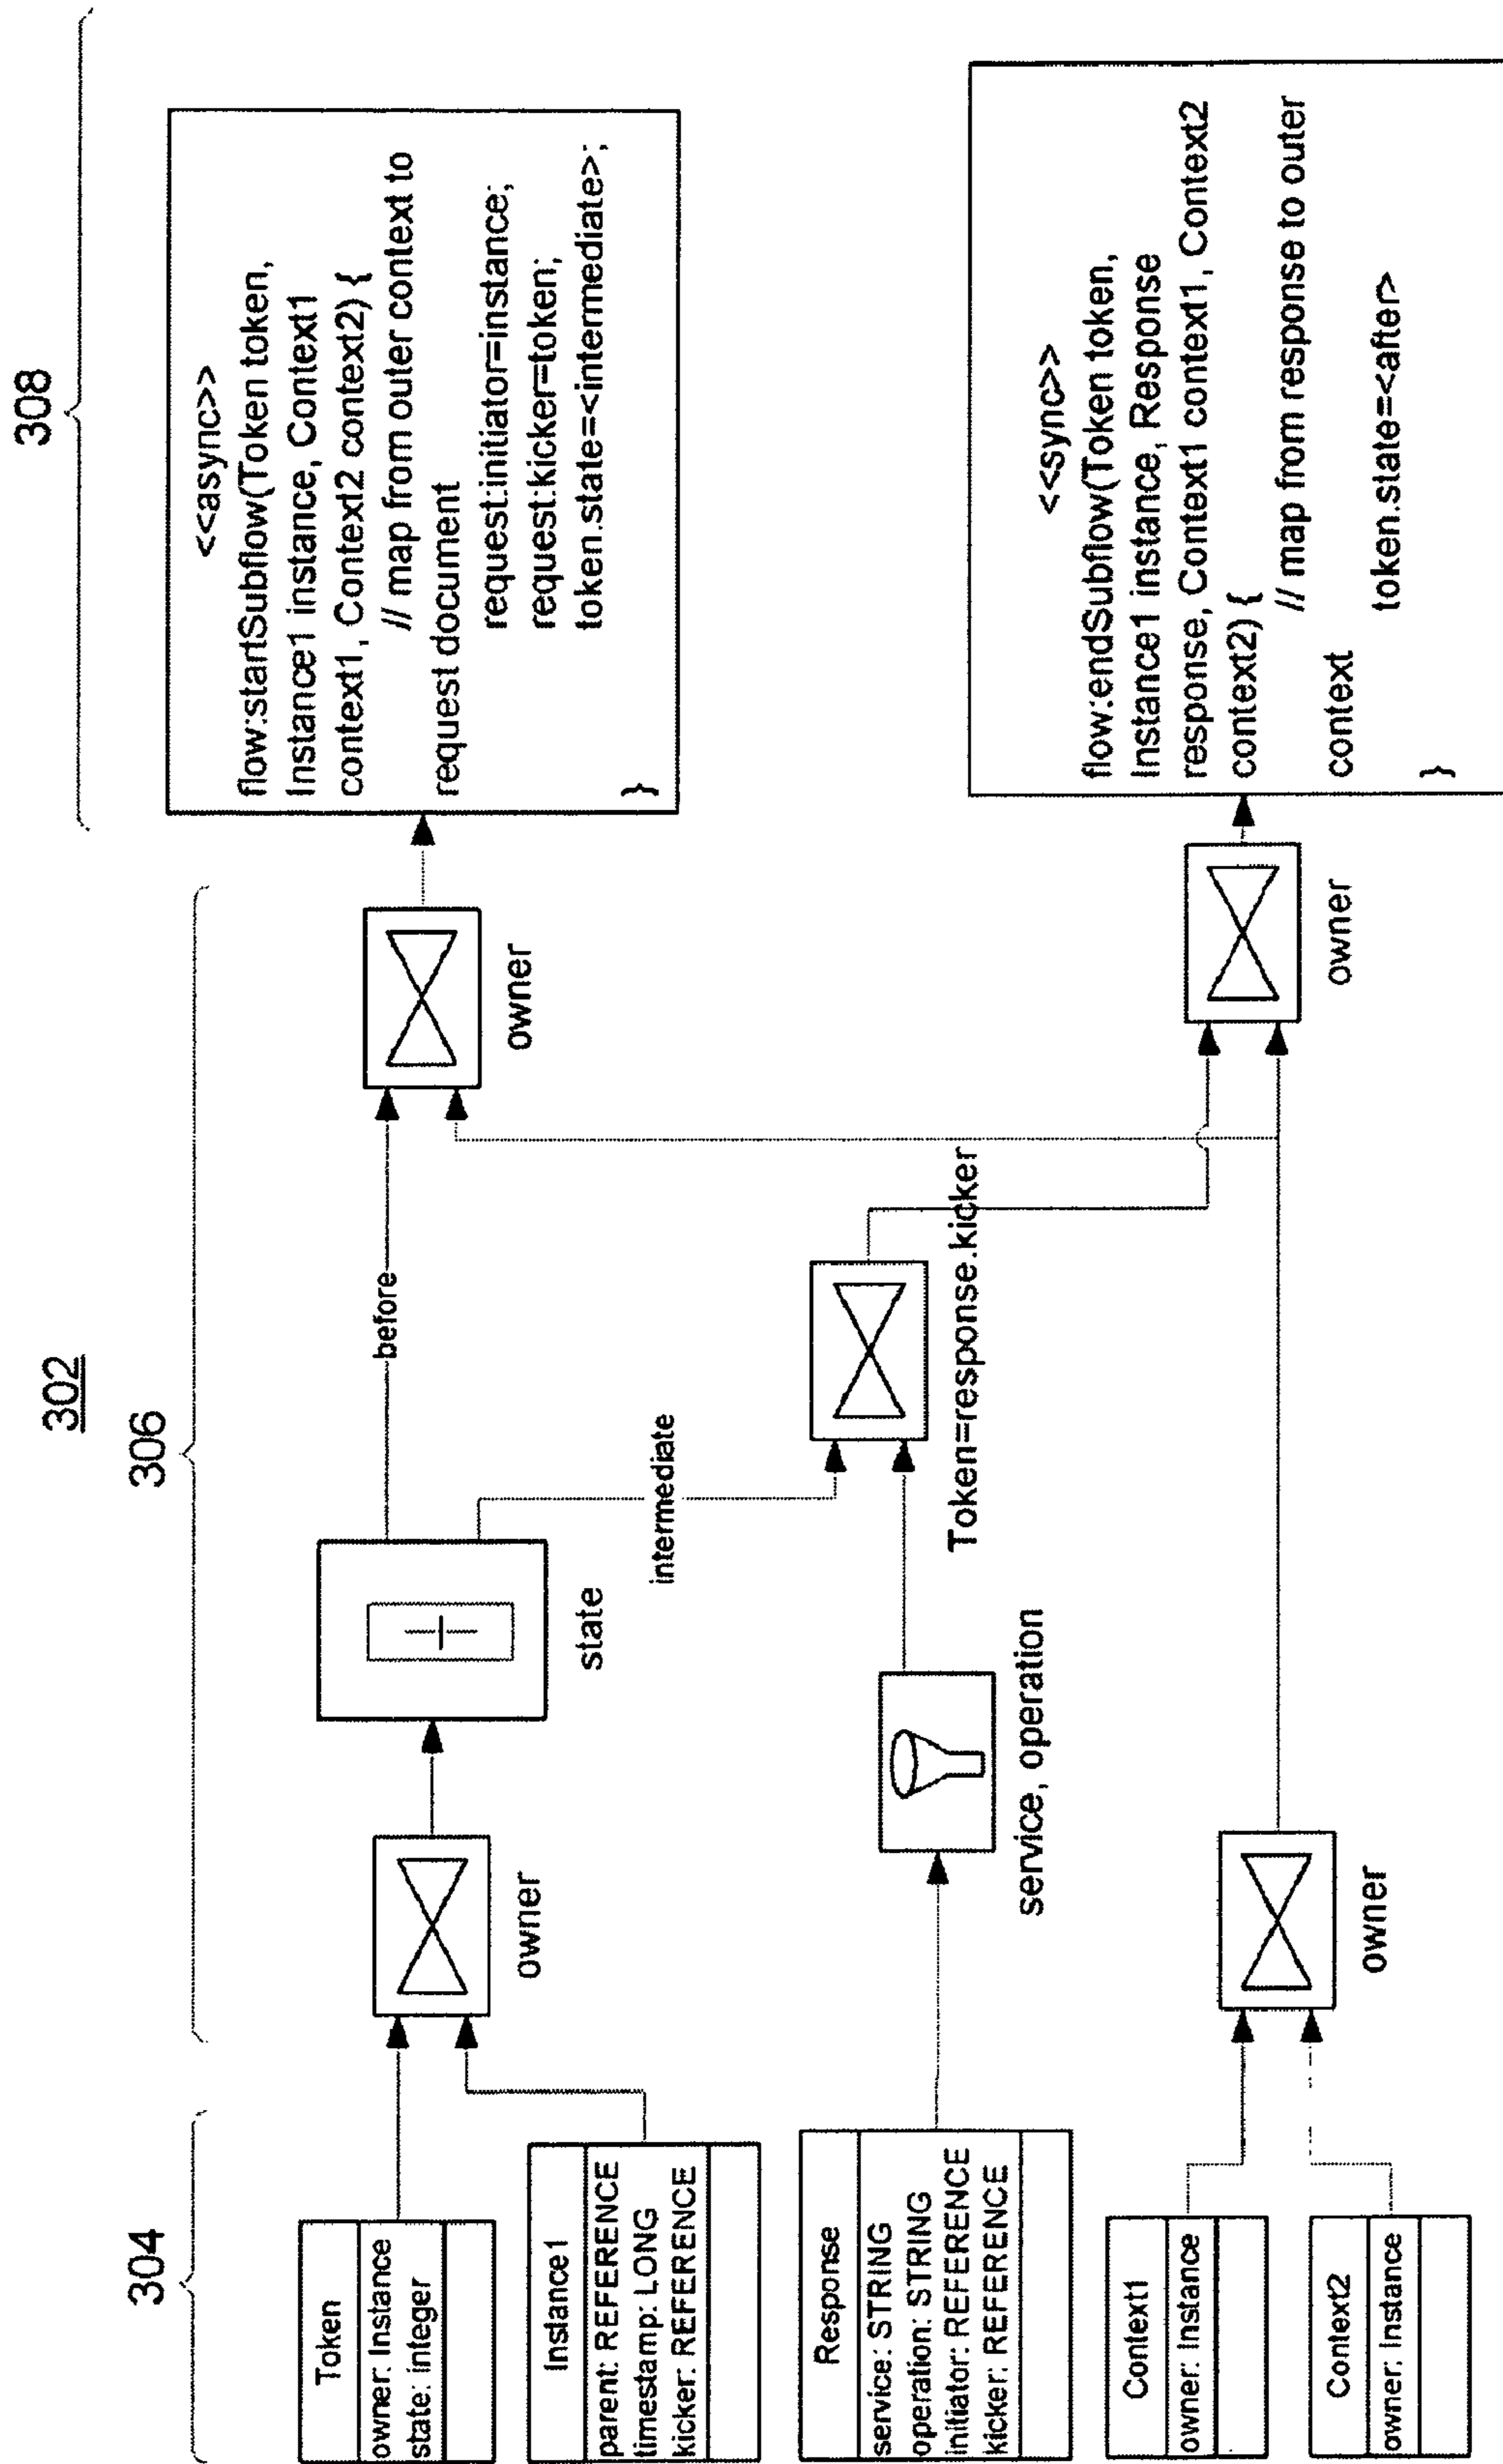 302
304
306
308
Token
owner: Instance
state: integer
Instance1
parent: REFERENCE
timestamp: LONG
kicker: REFERENCE
Response
service: STRING
operation: STRING
initiator: REFERENCE
kicker: REFERENCE
Context1
owner: Instance
Context2
owner: Instance
owner
state
before
intermediate
service, operation
Token=response.kicker
owner
owner
owner
<<async>>
flow:startSubflow(Token token,
Instance1 instance, Context1
context1, Context2 context2) {
// map from outer context to
request document
request:initiator=instance;
request:kicker=token;
token.state=<intermediate>;
}
<<sync>>
flow:endSubflow(Token token,
Instance1 instance, Response
response, Context1 context1, Context2
context2) {
// map from response to outer
context
token.state=<after>
}